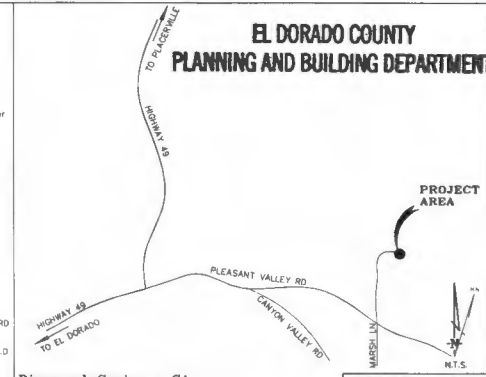 EL DORADO COUNTY
PLANNING AND BUILDING DEPARTMENT
TO PLACERVILLE
HIGHWAY 49
PROJECT
AREA
PLEASANT VALLEY RD
HIGHWAY 49
TO EL DORADO
CANYON VALLEY RD
MARSH LN
N
N.T.S.
RD